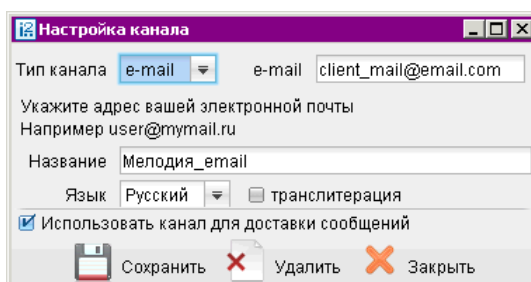 i2 Настройка канала
Тип канала e-mail e-mail client_mail@email.com
Укажите адрес вашей электронной почты
Например user@mymail.ru
Название Мелодия_email
Язык Русский транслитерация
Использовать канал для доставки сообщений
Сохранить Удалить Закрыть